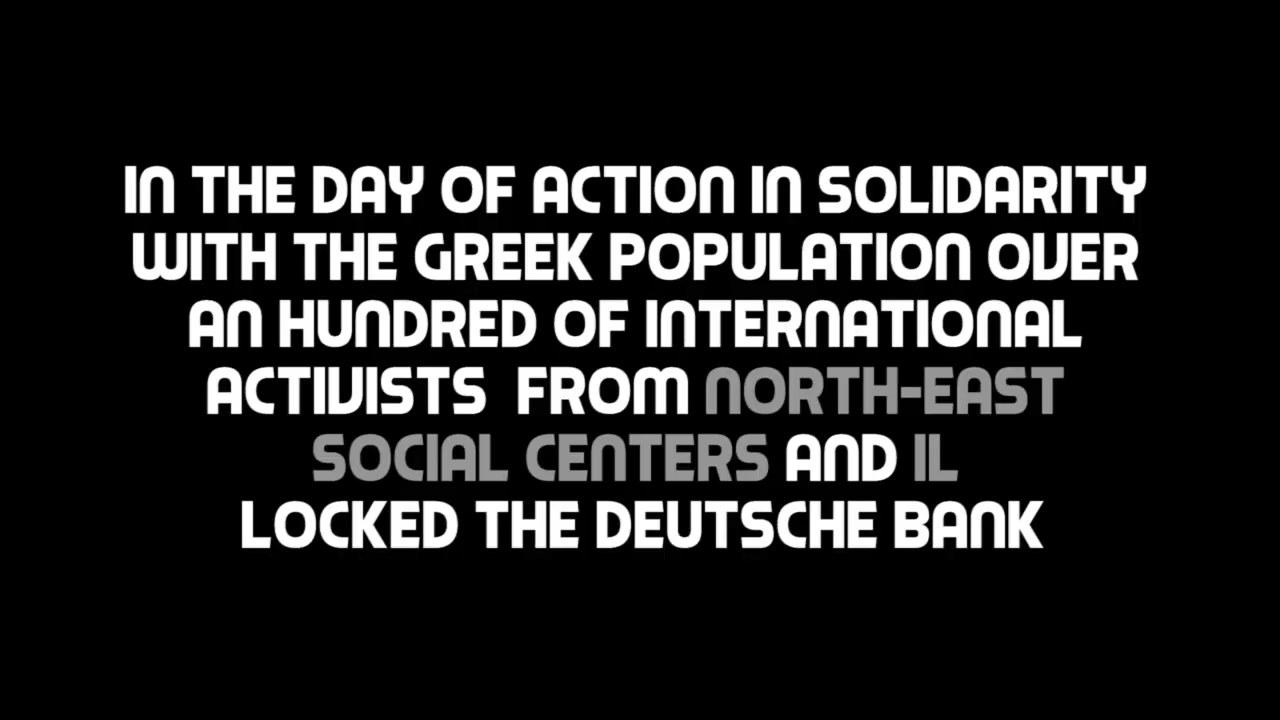 IN THE DAY OF ACTION IN SOLIDARITY
WITH THE GREEK POPULATION OVER
AN HUNDRED OF INTERNATIONAL
ACTIVISTS FROM NORTH-EAST
SOCIAL CENTERS AND IL
LOCKED THE DEUTSCHE BANK